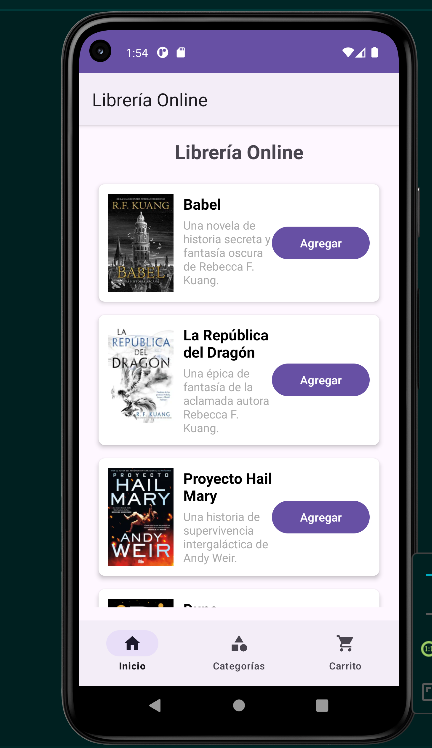 1:54
Librería Online
Librería Online
R.F. KUANG
BABEL
Babel
Una novela de
historia secreta y
fantasía oscura
de Rebecca F.
Kuang.
Agregar
LA
REPÚBLICA
DEL
DRAGÓN
R.F. KUANG
La República
del Dragón
Una épica de
fantasía de la
aclamada autora
Rebecca F.
Kuang.
Agregar
PROYECTO
HAIL
MARY
ANDY
WEIR
Proyecto Hail
Mary
Una historia de
supervivencia
intergaláctica de
Andy Weir.
Agregar
Inicio
Categorías
Carrito